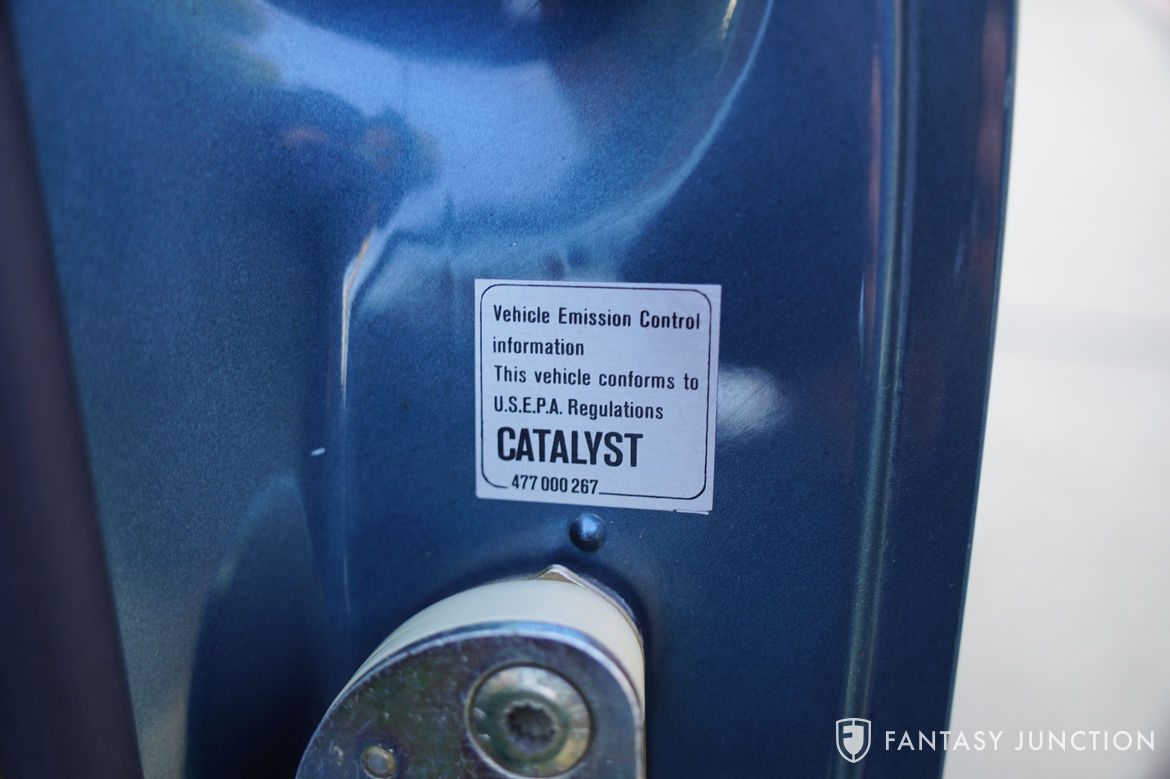 Vehicle Emission Control
information
This vehicle conforms to
U.S.E.P.A. Regulations
CATALYST
477 000 267
FANTASY JUNCTION